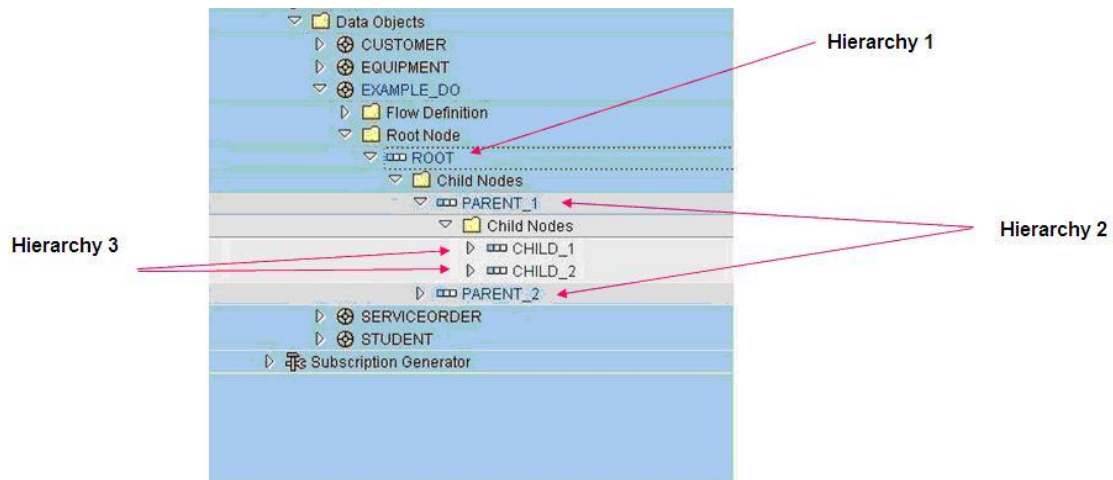 Data Objects
CUSTOMER
Hierarchy 1
EQUIPMENT
EXAMPLE_DO
Flow Definition
Root Node
ROOT
Child Nodes
PARENT_1
Child Nodes
Hierarchy 2
Hierarchy 3
CHILD_1
CHILD_2
PARENT_2
SERVICEORDER
STUDENT
Subscription Generator